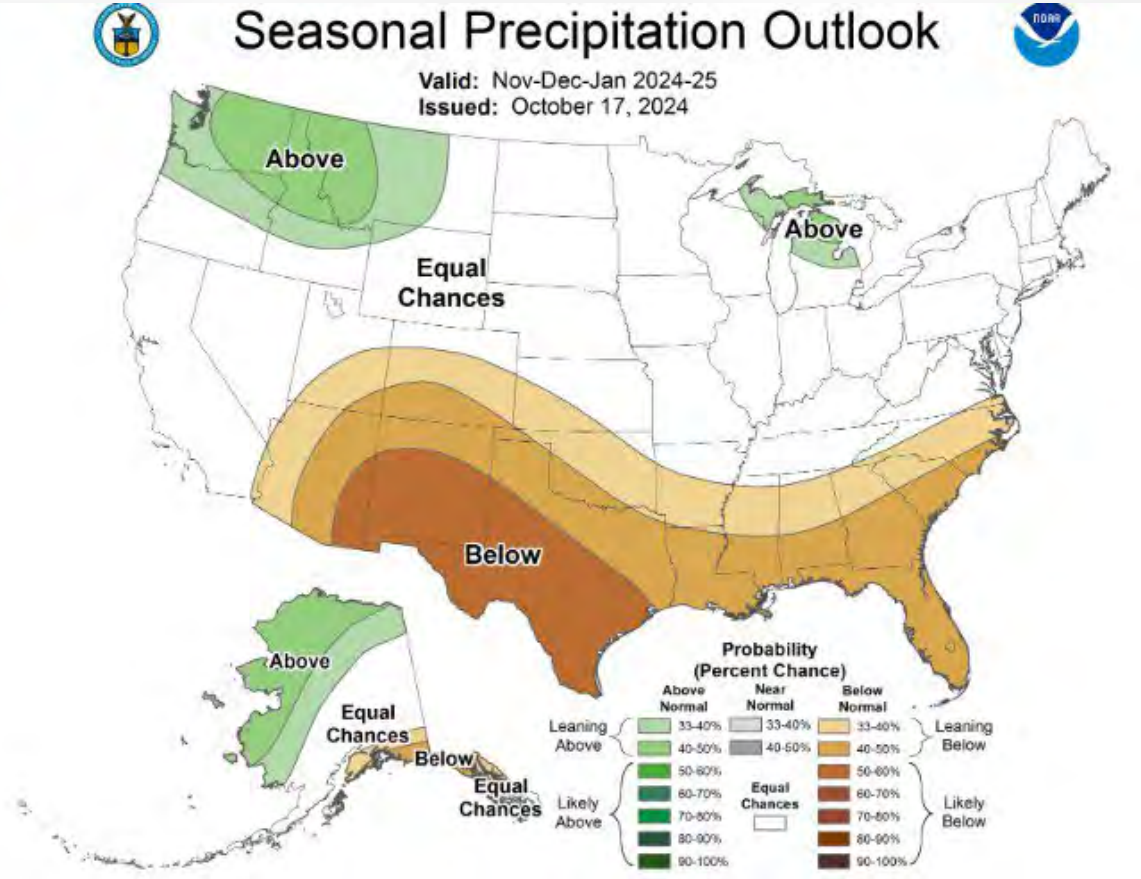 NOAA
Seasonal Precipitation Outlook
Valid: Nov-Dec-Jan 2024-25
Issued: October 17, 2024
Above
Above
Equal
Chances
Below
Above
Equal
Chances
Below
Equal
Chances
Probability
(Percent Chance)
Above
Normal
Near
Normal
Below
Normal
Leaning
Above
33-40%
40-50%
33-40%
40-50%
33-40%
40-50%
Leaning
Below
Likely
Above
50-60%
60-70%
70-80%
80-90%
90-100%
Equal
Chances
50-60%
60-70%
70-80%
80-90%
90-100%
Likely
Below